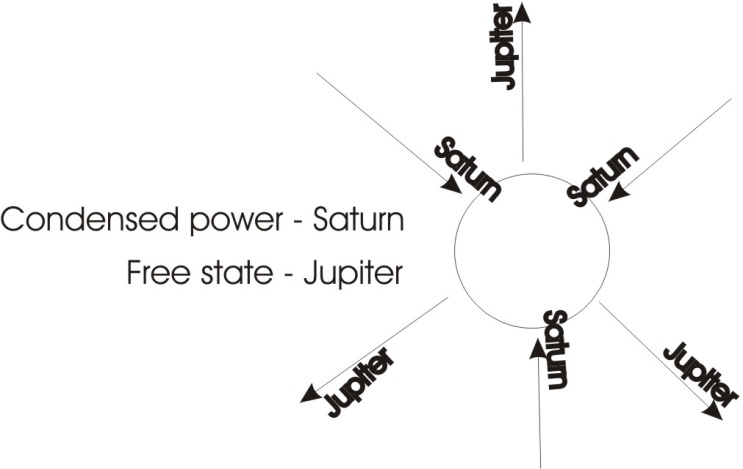 Jupiter
Saturn
Saturn
Condensed power - Saturn
Free state - Jupiter
Saturn
Jupiter
Jupiter